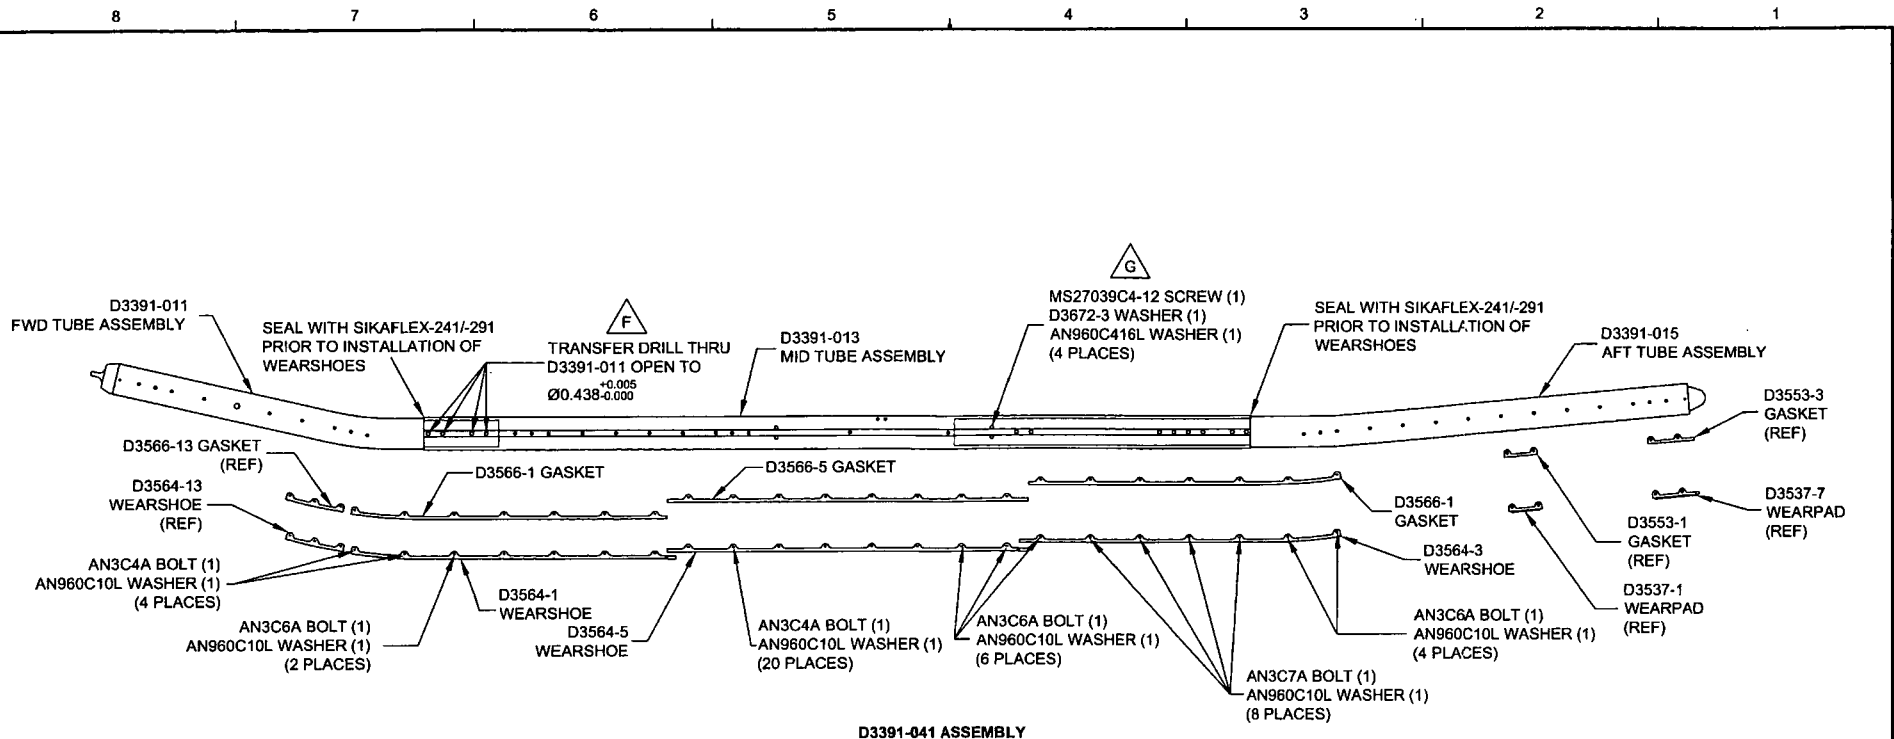 8 7 6 5 4 3 2 1
D3391-011
FWD TUBE ASSEMBLY
SEAL WITH SIKAFLEX-241/-291
PRIOR TO INSTALLATION OF
WEARSHOES
F
TRANSFER DRILL THRU
D3391-011 OPEN TO
Ø0.438 +0.005 -0.000
D3391-013
MID TUBE ASSEMBLY
G
MS27039C4-12 SCREW (1)
D3672-3 WASHER (1)
AN960C416L WASHER (1)
(4 PLACES)
SEAL WITH SIKAFLEX-241/-291
PRIOR TO INSTALLATION OF
WEARSHOES
D3391-015
AFT TUBE ASSEMBLY
D3553-3
GASKET
(REF)
D3566-13 GASKET
(REF)
D3566-1 GASKET
D3566-5 GASKET
D3566-1
GASKET
D3553-1
GASKET
(REF)
D3537-7
WEARPAD
(REF)
D3564-13
WEARSHOE
(REF)
D3564-3
WEARSHOE
D3537-1
WEARPAD
(REF)
AN3C4A BOLT (1)
AN960C10L WASHER (1)
(4 PLACES)
D3564-1
WEARSHOE
AN3C6A BOLT (1)
AN960C10L WASHER (1)
(2 PLACES)
D3564-5
WEARSHOE
AN3C4A BOLT (1)
AN960C10L WASHER (1)
(20 PLACES)
AN3C6A BOLT (1)
AN960C10L WASHER (1)
(6 PLACES)
AN3C7A BOLT (1)
AN960C10L WASHER (1)
(8 PLACES)
AN3C6A BOLT (1)
AN960C10L WASHER (1)
(4 PLACES)
D3391-041 ASSEMBLY